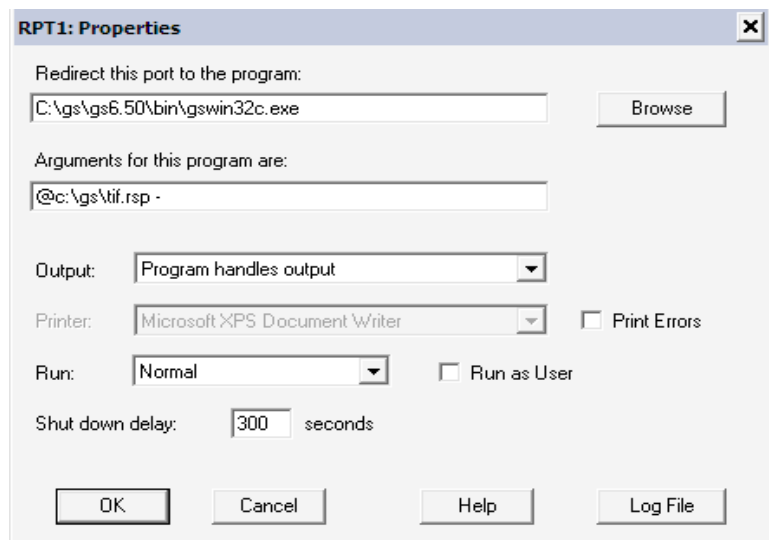 RPT1: Properties
Redirect this port to the program:
C:\gs\gs6.50\bin\gswin32c.exe
Browse
Arguments for this program are:
@c:\gs\tif.rsp -
Output: Program handles output
Printer: Microsoft XPS Document Writer Print Errors
Run: Normal Run as User
Shut down delay: 300 seconds
OK Cancel Help Log File